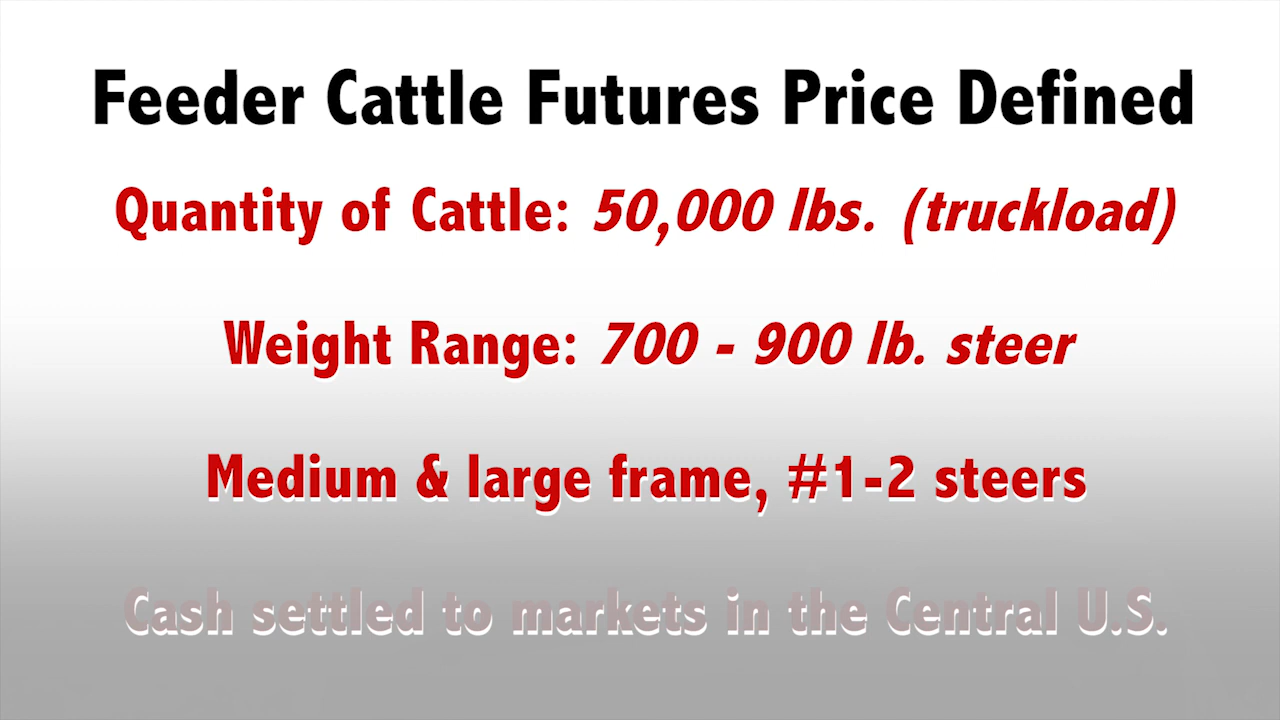 Feeder Cattle Futures Price Defined
Quantity of Cattle: 50,000 lbs. (truckload)
Weight Range: 700 - 900 lb. steer
Medium & large frame, #1-2 steers
Cash settled to markets in the Central U.S.